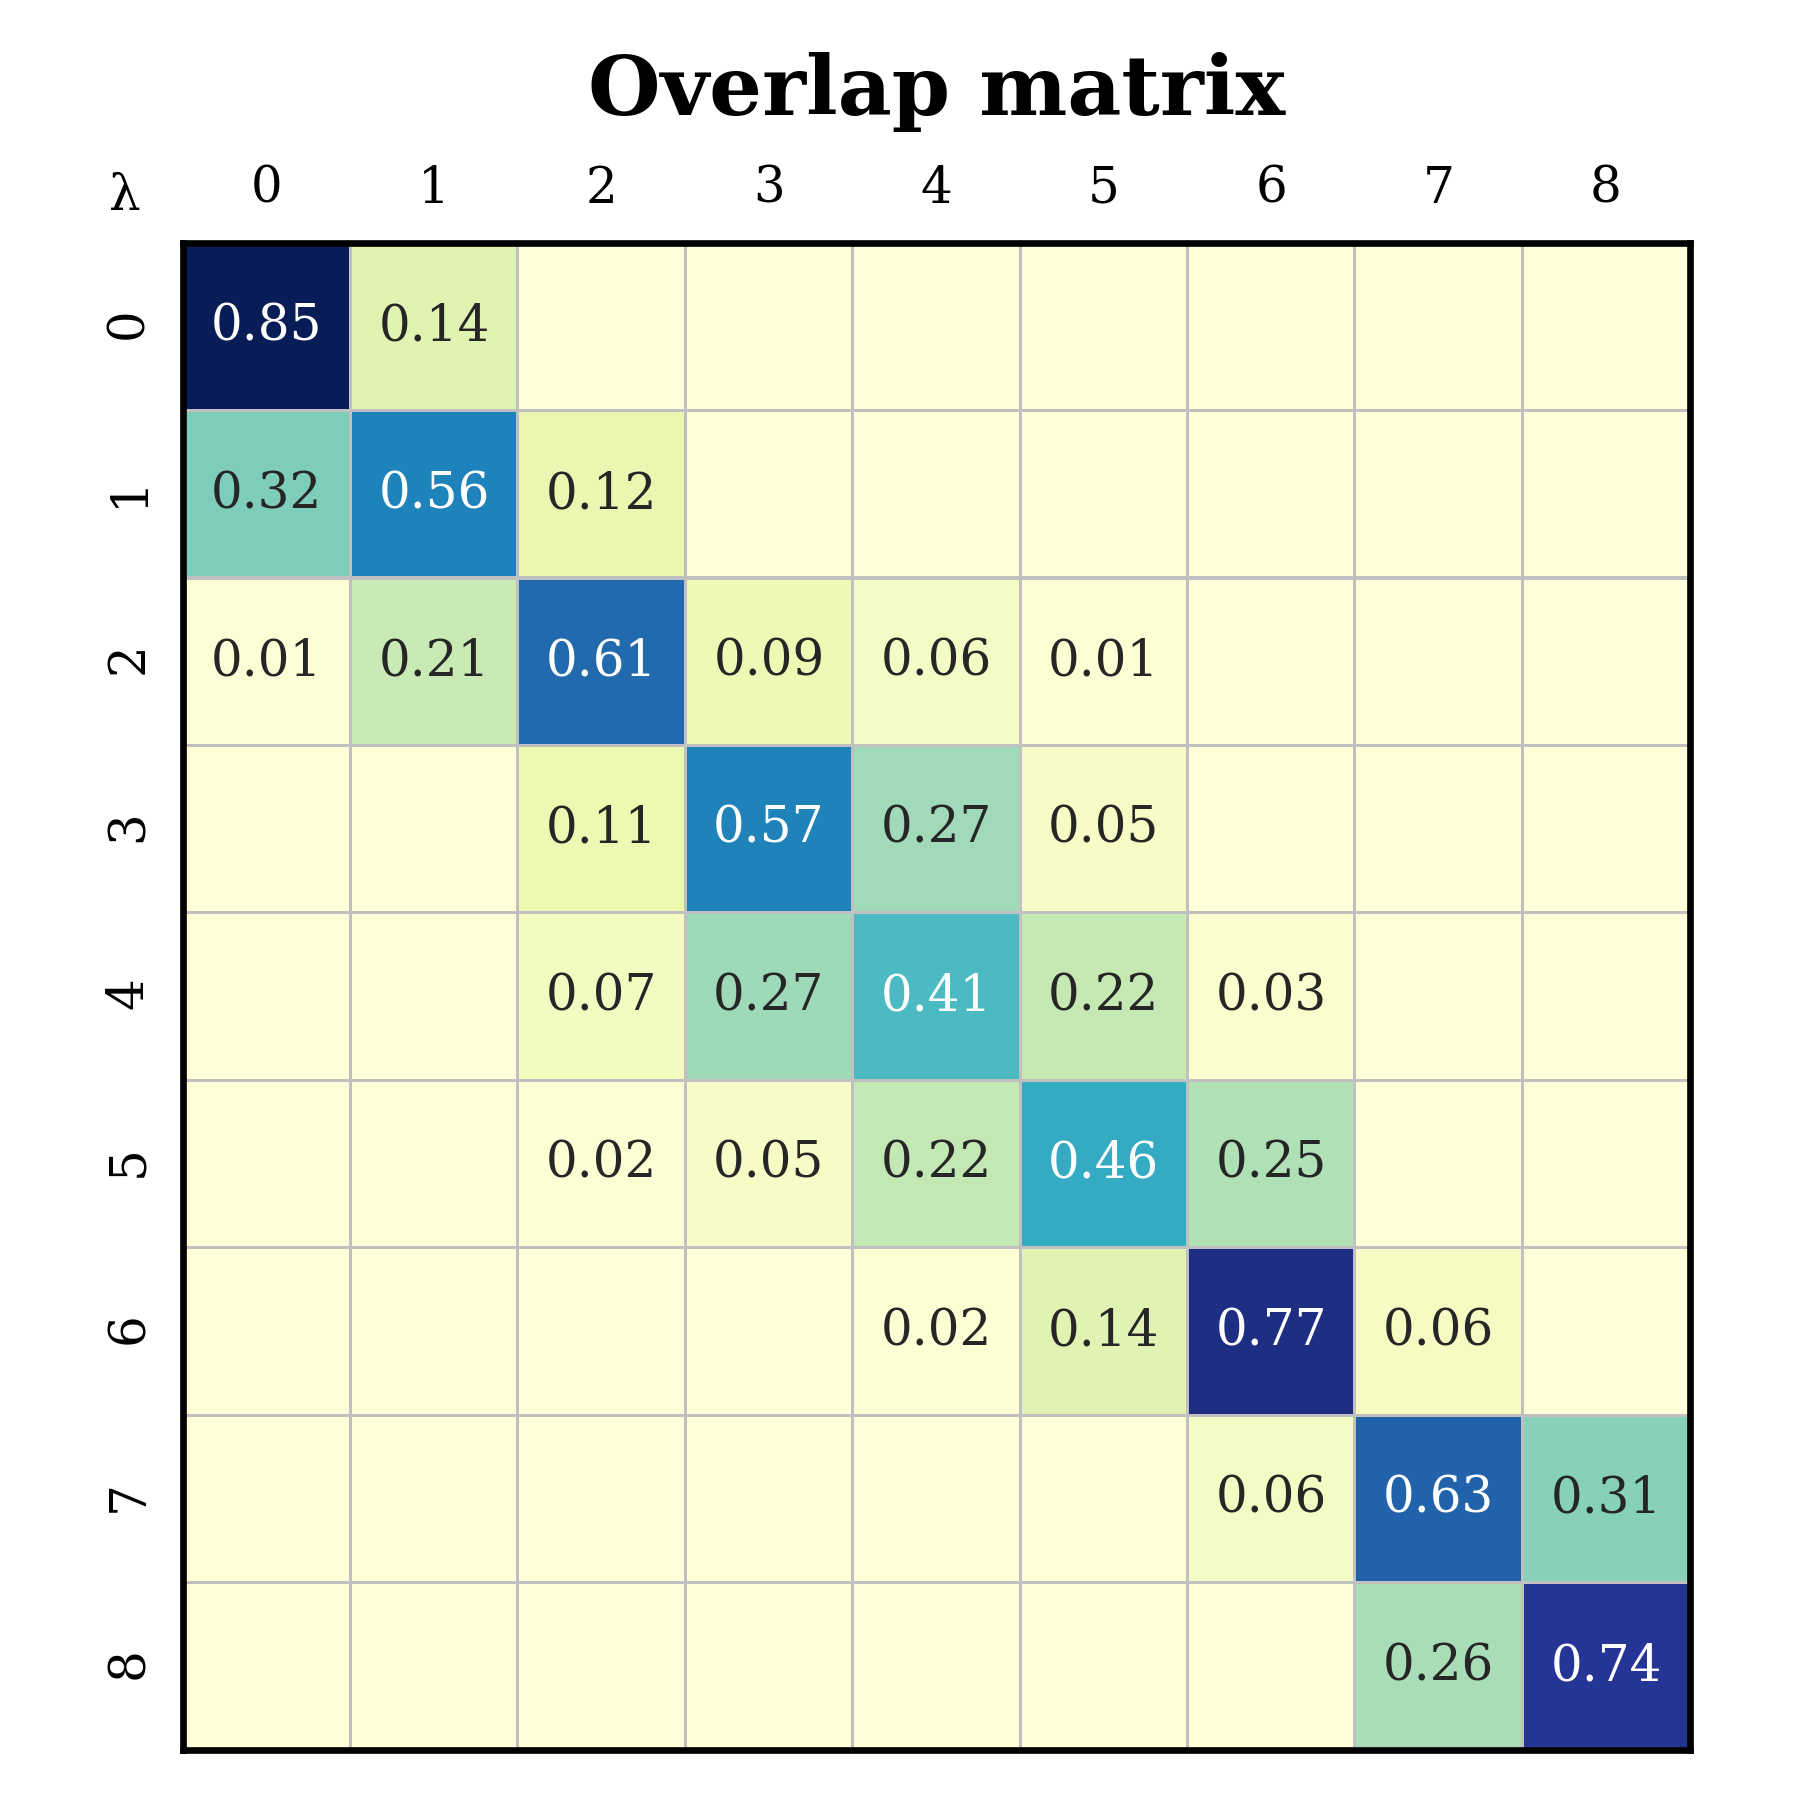 Overlap matrix
λ 0 1 2 3 4 5 6 7 8
0 0.85 0.14
1 0.32 0.56 0.12
2 0.01 0.21 0.61 0.09 0.06 0.01
3 0.11 0.57 0.27 0.05
4 0.07 0.27 0.41 0.22 0.03
5 0.02 0.05 0.22 0.46 0.25
6 0.02 0.14 0.77 0.06
7 0.06 0.63 0.31
8 0.26 0.74